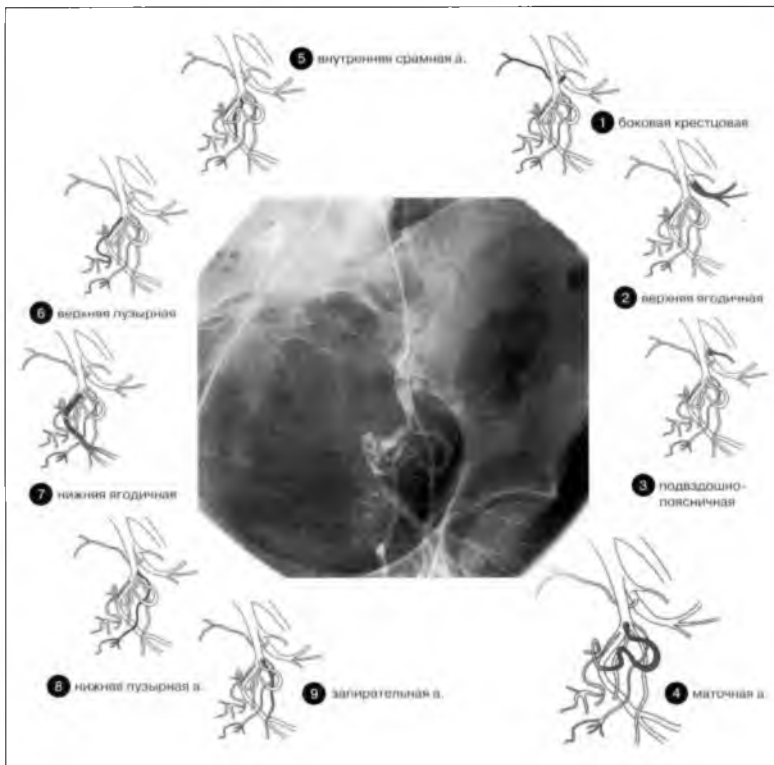 5 внутренняя срамная а.
1 боковая крестцовая
2 верхняя ягодичная
6 верхняя пузырная
3 подвздошно-
поясничная
7 нижняя ягодичная
8 нижняя пузырная а.
9 запирательная а.
4 маточная а.